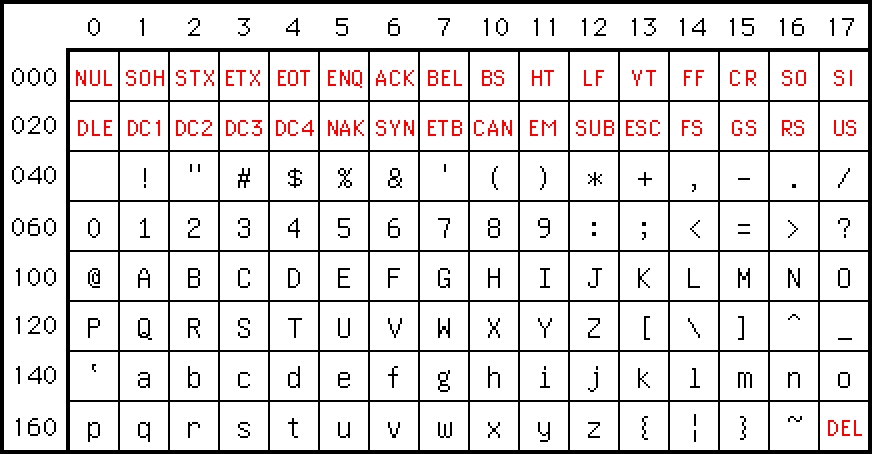 0 1 2 3 4 5 6 7 10 11 12 13 14 15 16 17
000 NUL SOH STX ETX EOT ENQ ACK BEL BS HT LF VT FF CR SO SI
020 DLE DC1 DC2 DC3 DC4 NAK SYN ETB CAN EM SUB ESC FS GS RS US
040 ! " # $ % & ' ( ) * + , - . /
060 0 1 2 3 4 5 6 7 8 9 : ; < = > ?
100 @ A B C D E F G H I J K L M N O
120 P Q R S T U V W X Y Z [ \ ] ^ _
140 ‛ a b c d e f g h i j k l m n o
160 p q r s t u v w x y z { ¦ } ~ DEL